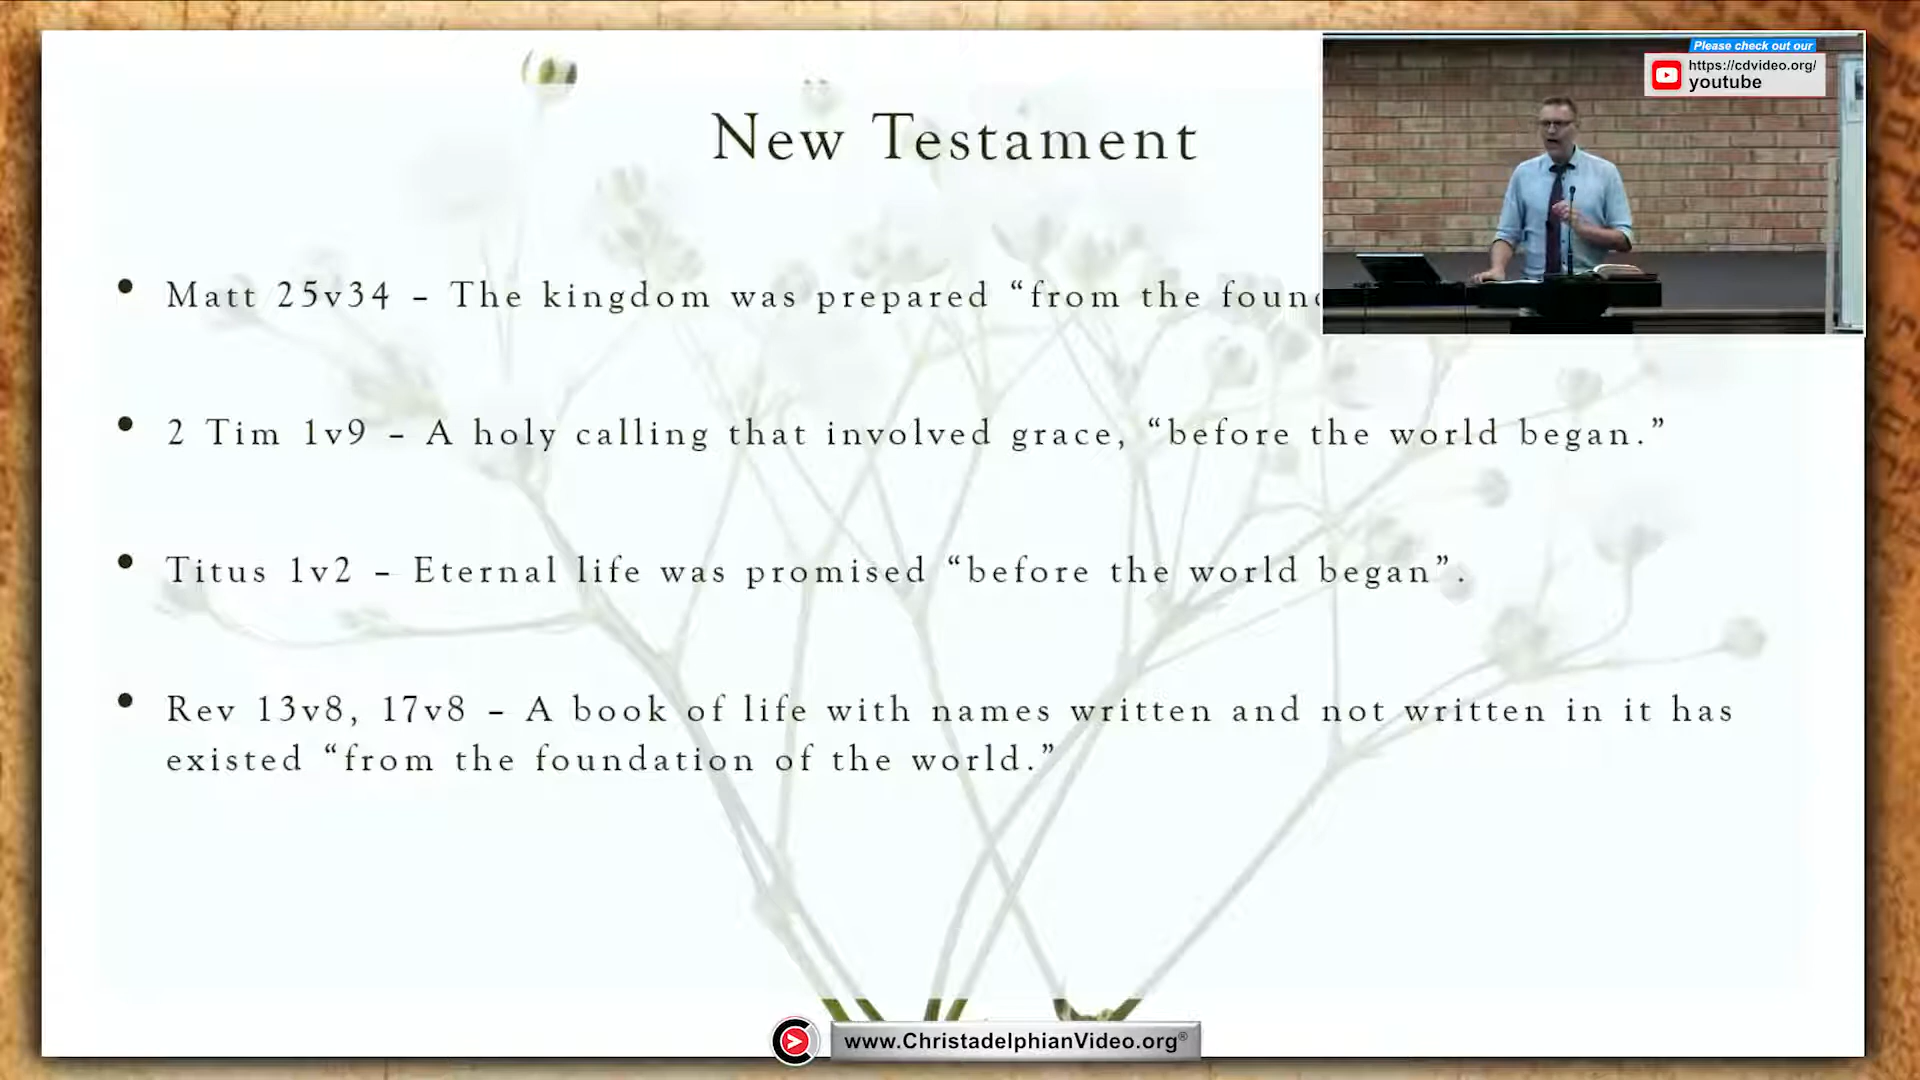 New Testament
Please check out our
https://cdvideo.org/
youtube
• Matt 25v34 – The kingdom was prepared “from the
• 2 Tim 1v9 – A holy calling that involved grace, “before the world began.”
• Titus 1v2 – Eternal life was promised “before the world began”.
• Rev 13v8, 17v8 – A book of life with names written and not written in it has
existed “from the foundation of the world.”
www.ChristadelphianVideo.org®